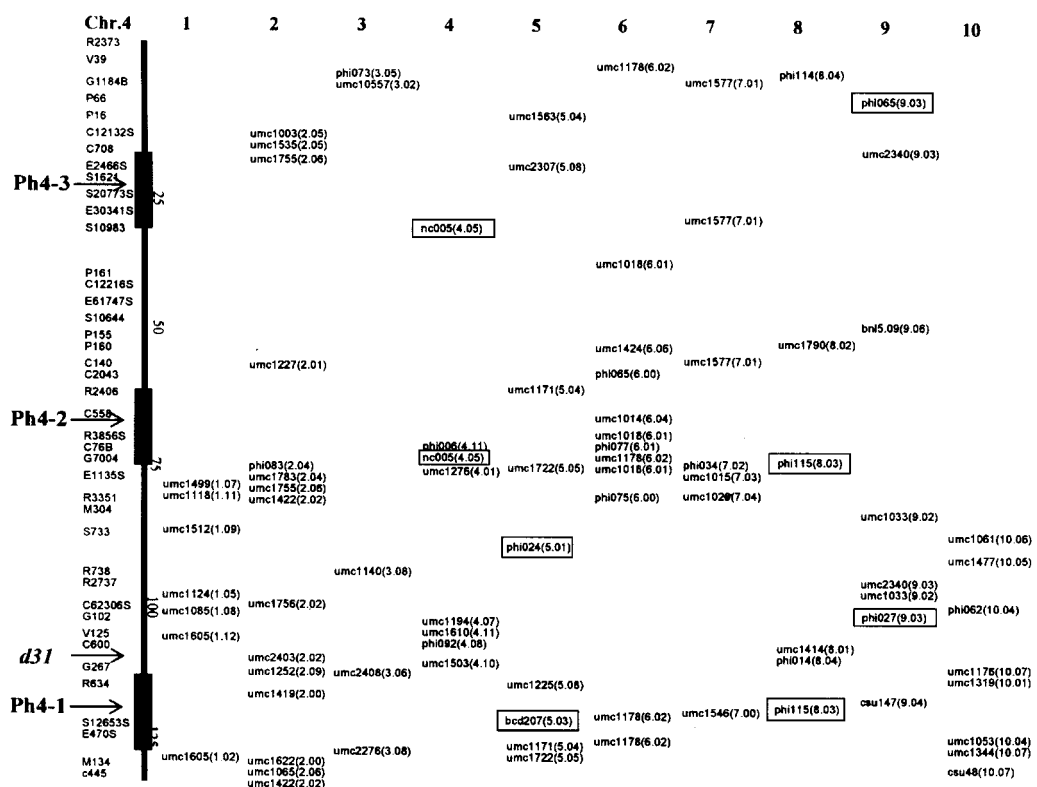 Chr.4 1 2 3 4 5 6 7 8 9 10
R2373
V39 umc1178(6.02)
phi073(3.05) phi114(8.04)
G1184B umc10557(3.02) umc1577(7.01)
P66 phi065(9.03)
P16 umc1563(5.04)
C12132S umc1003(2.05)
C708 umc1535(2.05)
umc1755(2.06) umc2340(9.03)
E2466S umc2307(5.08)
S1621
Ph4-3
S20773S 25
E30341S
S10983 nc005(4.05) umc1577(7.01)
P161 umc1018(6.01)
C12216S
E61747S
S10644
50 bnl5.09(9.06)
P155
P160 umc1424(6.06) umc1790(8.02)
C140 umc1227(2.01) umc1577(7.01)
C2043 phi065(6.00)
R2406 umc1171(5.04)
Ph4-2 C558 umc1014(6.04)
R3856S umc1018(6.01)
C76B phi006(4.11) phi077(6.01)
G7004 nc005(4.05) umc1178(6.02) phi115(8.03)
75 phi083(2.04) umc1722(5.05) umc1018(6.01) phi034(7.02)
E1135S umc1783(2.04) umc1276(4.01) umc1015(7.03)
umc1499(1.07) umc1755(2.06)
R3351 umc1118(1.11) umc1422(2.02) phi075(6.00) umc1029(7.04)
M304
umc1033(9.02)
S733 umc1512(1.09)
umc1061(10.06)
phi024(5.01)
umc1477(10.05)
R738 umc1140(3.08)
R2737 umc2340(9.03)
umc1124(1.05) umc1033(9.02)
C62306S 100 umc1756(2.02)
G102 umc1085(1.08) phi062(10.04)
umc1194(4.07) phi027(9.03)
V125 umc1605(1.12) umc1610(4.11)
C600 phi092(4.08)
d31 umc1414(8.01)
umc2403(2.02) phi014(8.04)
G267 umc1503(4.10)
umc1252(2.09) umc2408(3.06) umc1176(10.07)
R634 umc1225(5.08) umc1319(10.01)
umc1419(2.00)
Ph4-1 csu147(9.04)
phi115(8.03)
S12653S bcd207(5.03) umc1178(6.02) umc1546(7.00)
E470S 125
umc1171(5.04) umc1178(6.02) umc1053(10.04)
umc2276(3.08) umc1344(10.07)
M134 umc1605(1.02) umc1622(2.00) umc1722(5.05)
c445 umc1065(2.06) csu48(10.07)
umc1422(2.02)